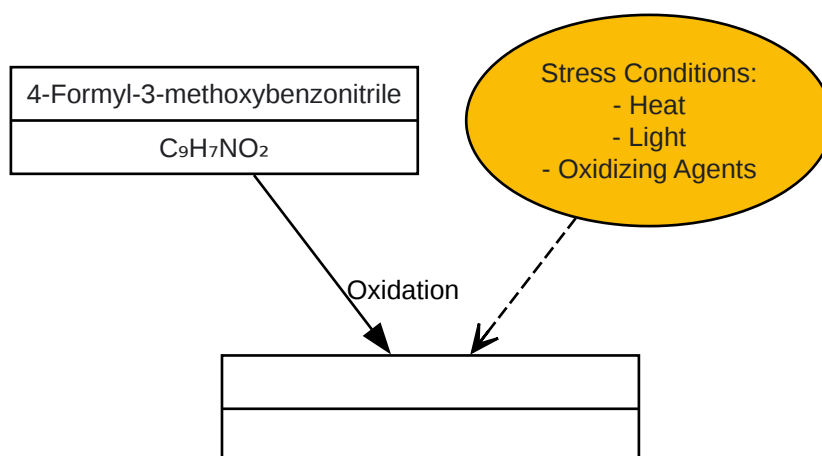 4-Formyl-3-methoxybenzonitrile
C₉H₇NO₂
Stress Conditions:
- Heat
- Light
- Oxidizing Agents
Oxidation